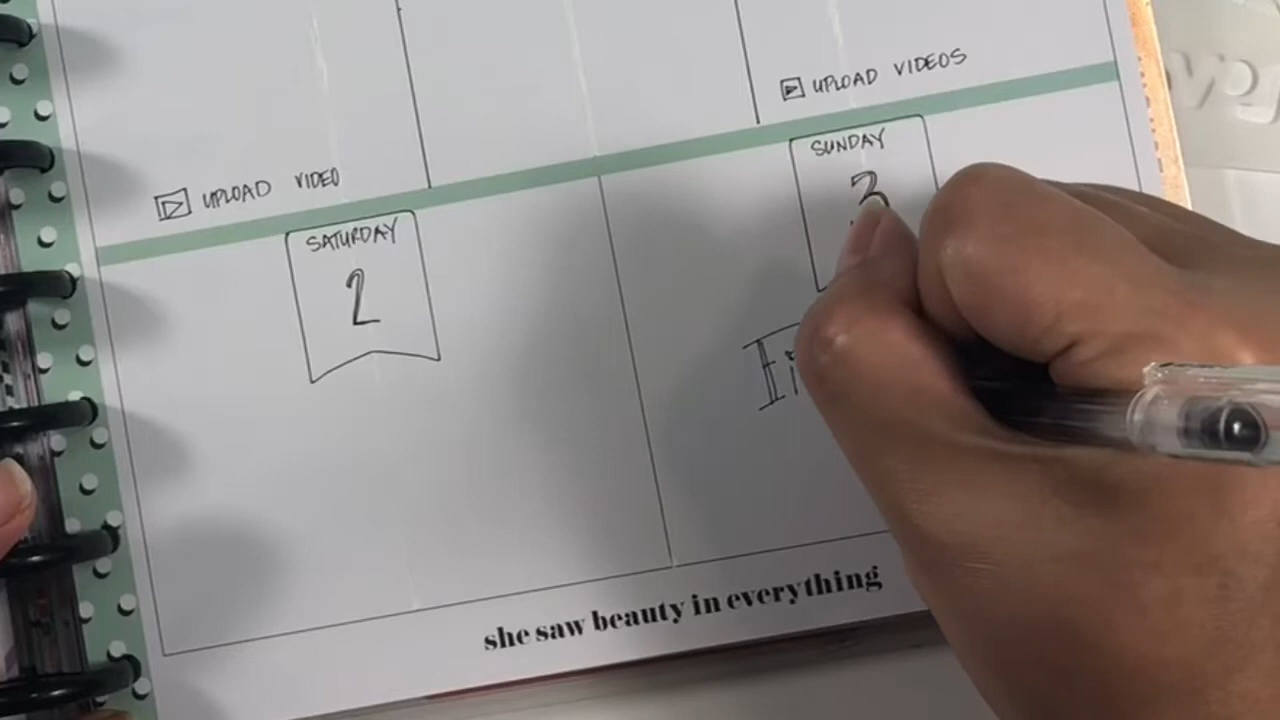 UPLOAD VIDEOS
UPLOAD VIDEO
SATURDAY
2
SUNDAY
3
she saw beauty in everything